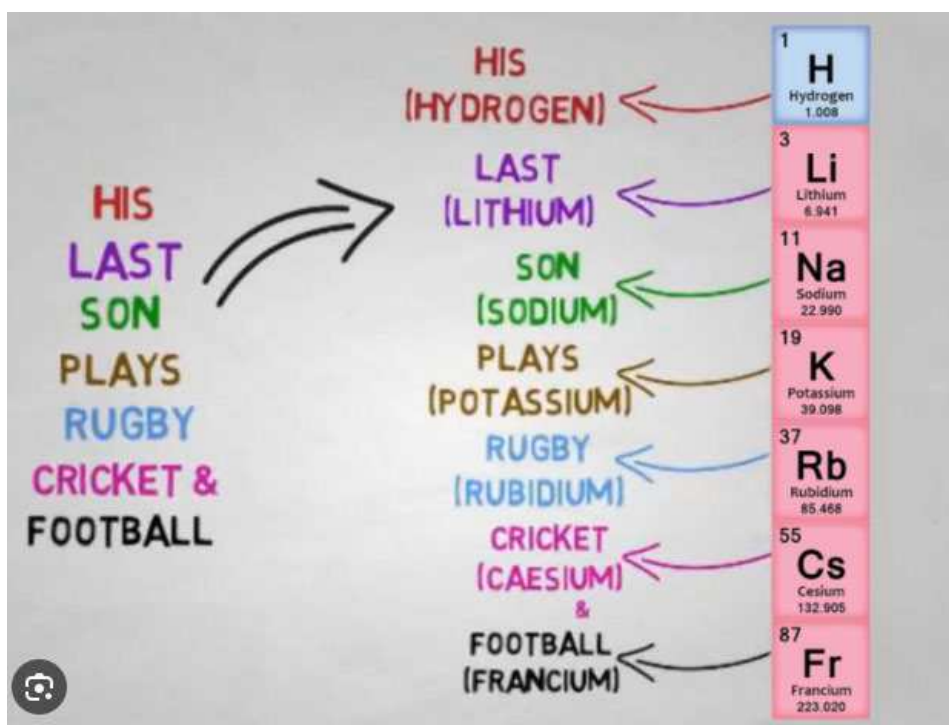 HIS
LAST
SON
PLAYS
RUGBY
CRICKET &
FOOTBALL
HIS
(HYDROGEN)
LAST
(LITHIUM)
SON
(SODIUM)
PLAYS
(POTASSIUM)
RUGBY
(RUBIDIUM)
CRICKET
(CAESIUM)
&
FOOTBALL
(FRANCIUM)
1
H
Hydrogen
1.008
3
Li
Lithium
6.941
11
Na
Sodium
22.990
19
K
Potassium
39.098
37
Rb
Rubidium
85.468
55
Cs
Cesium
132.905
87
Fr
Francium
223.020